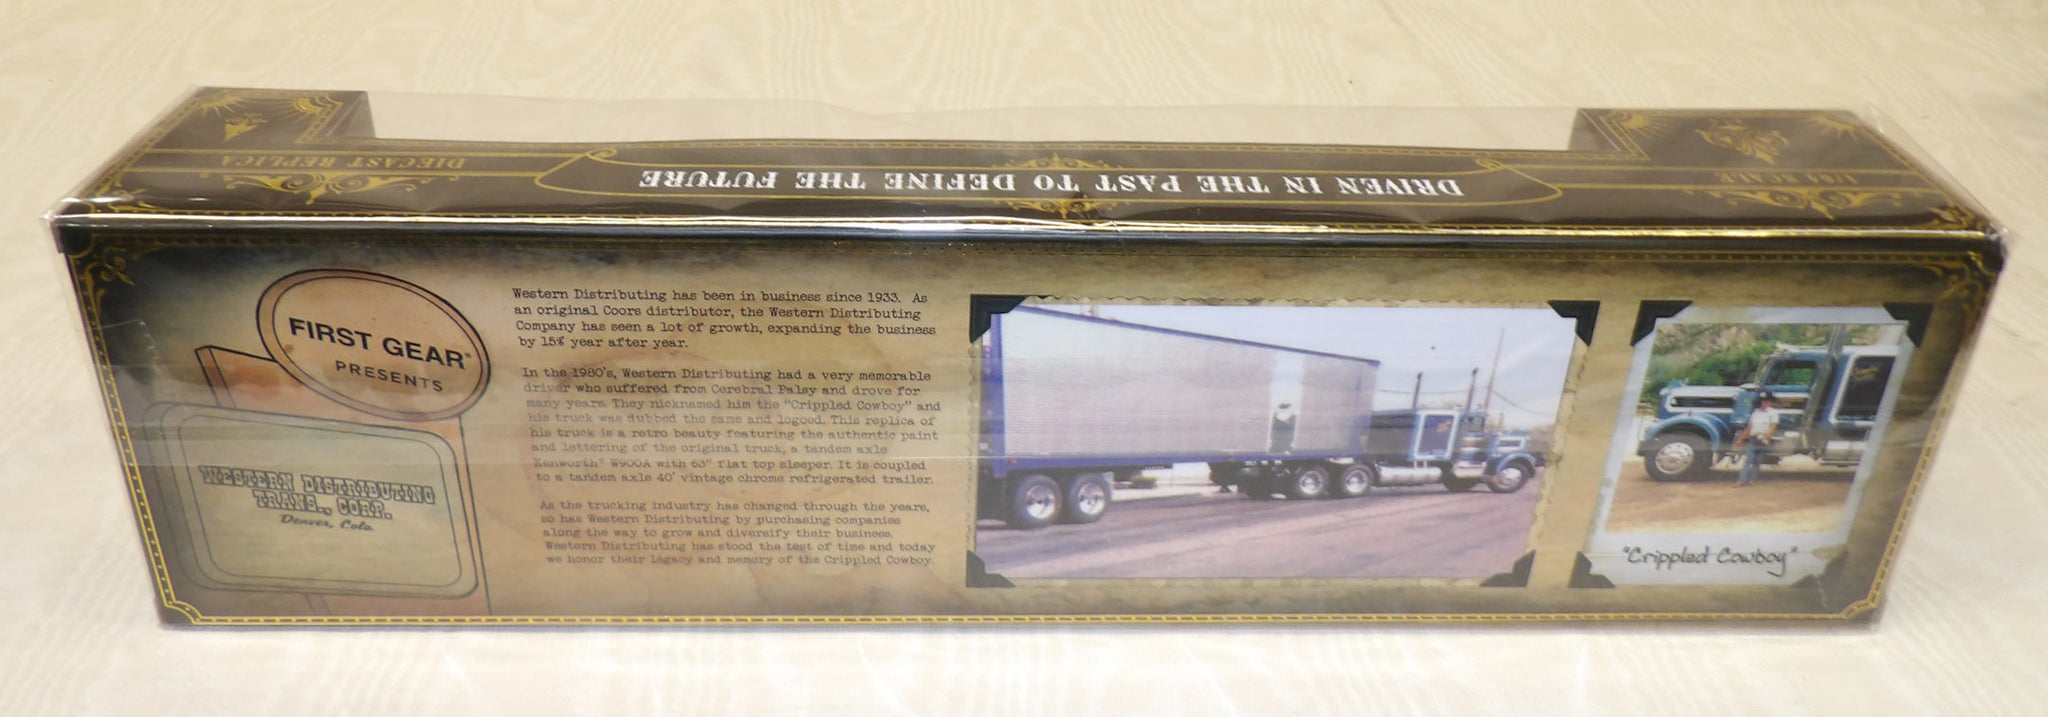 DIECAST REPLICA
DRIVEN IN THE PAST TO DEFINE THE FUTURE
1/64 SCALE
FIRST GEAR®
PRESENTS
WESTERN DISTRIBUTING
TRANS., CORP.
Denver, Colo.
Western Distributing has been in business since 1933. As
an original Coors distributor, the Western Distributing
Company has seen a lot of growth, expanding the business
by 15% year after year.
In the 1980's, Western Distributing had a very memorable
driver who suffered from Cerebral Palsy and drove for
many years. They nicknamed him the "Crippled Cowboy" and
his truck was dubbed the same and logoed. This replica of
his truck is a retro beauty featuring the authentic paint
and lettering of the original truck, a tandem axle
Kenworth® W900A with 63" flat top sleeper. It is coupled
to a tandem axle 40' vintage chrome refrigerated trailer.
As the trucking industry has changed through the years,
so has Western Distributing by purchasing companies
along the way to grow and diversify their business.
Western Distributing has stood the test of time and today
we honor their legacy and memory of the Crippled Cowboy.
"Crippled Cowboy"